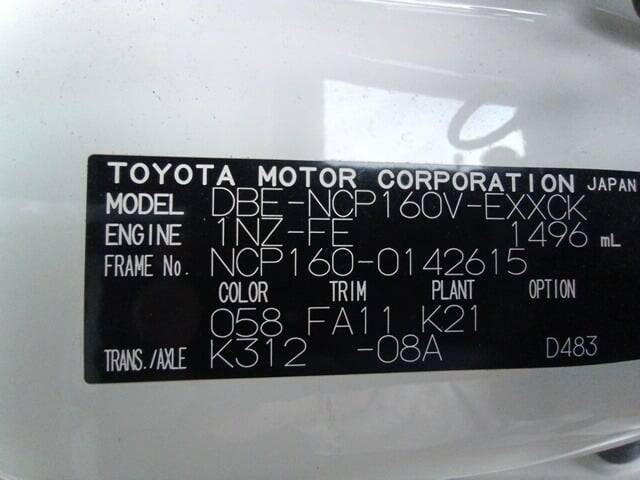 TOYOTA MOTOR CORPORATION JAPAN
MODEL DBE-NCP160V-EXXCK
ENGINE 1NZ-FE 1496 mL
FRAME No. NCP160-0142615
COLOR TRIM PLANT OPTION
058 FA11 K21
TRANS./AXLE K312 -08A D483